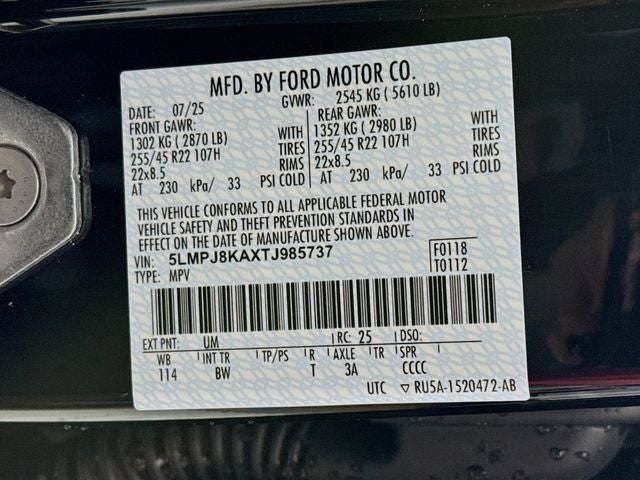 MFD. BY FORD MOTOR CO.
DATE: 07/25 GVWR: 2545 KG ( 5610 LB)
FRONT GAWR: REAR GAWR:
1302 KG ( 2870 LB) WITH 1352 KG ( 2980 LB) WITH
255/45 R22 107H TIRES 255/45 R22 107H TIRES
22x8.5 RIMS 22x8.5 RIMS
AT 230 kPa/ 33 PSI COLD AT 230 kPa/ 33 PSI COLD
THIS VEHICLE CONFORMS TO ALL APPLICABLE FEDERAL MOTOR
VEHICLE SAFETY AND THEFT PREVENTION STANDARDS IN
EFFECT ON THE DATE OF MANUFACTURE SHOWN ABOVE.
VIN: 5LMPJ8KAXTJ985737 F0118
TYPE: MPV T0112
EXT PNT: UM RC: 25 DSO:
WB INT TR TP/PS R AXLE TR SPR
114 BW T 3A CCCC
UTC RU5A-1520472-AB